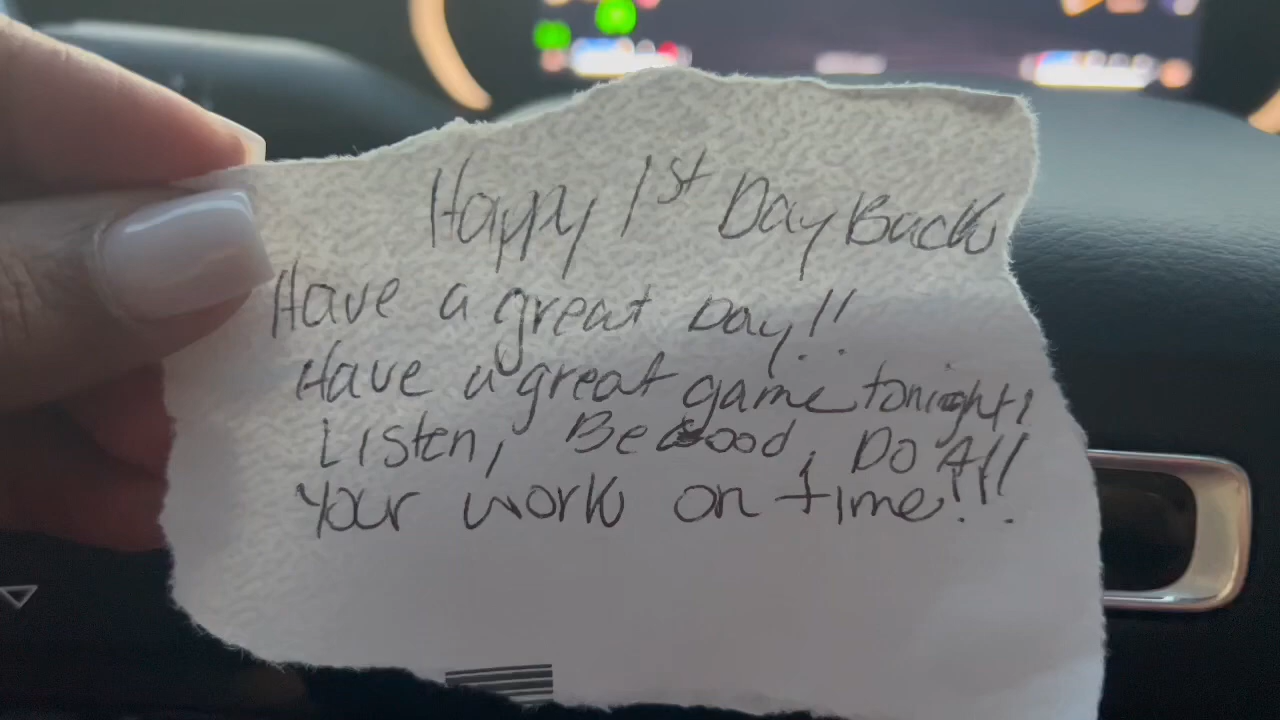 Happy 1st Day Back
Have a great Day!!
Have a great game tonight!
Listen, Be Good, Do All
Your work on time!!!